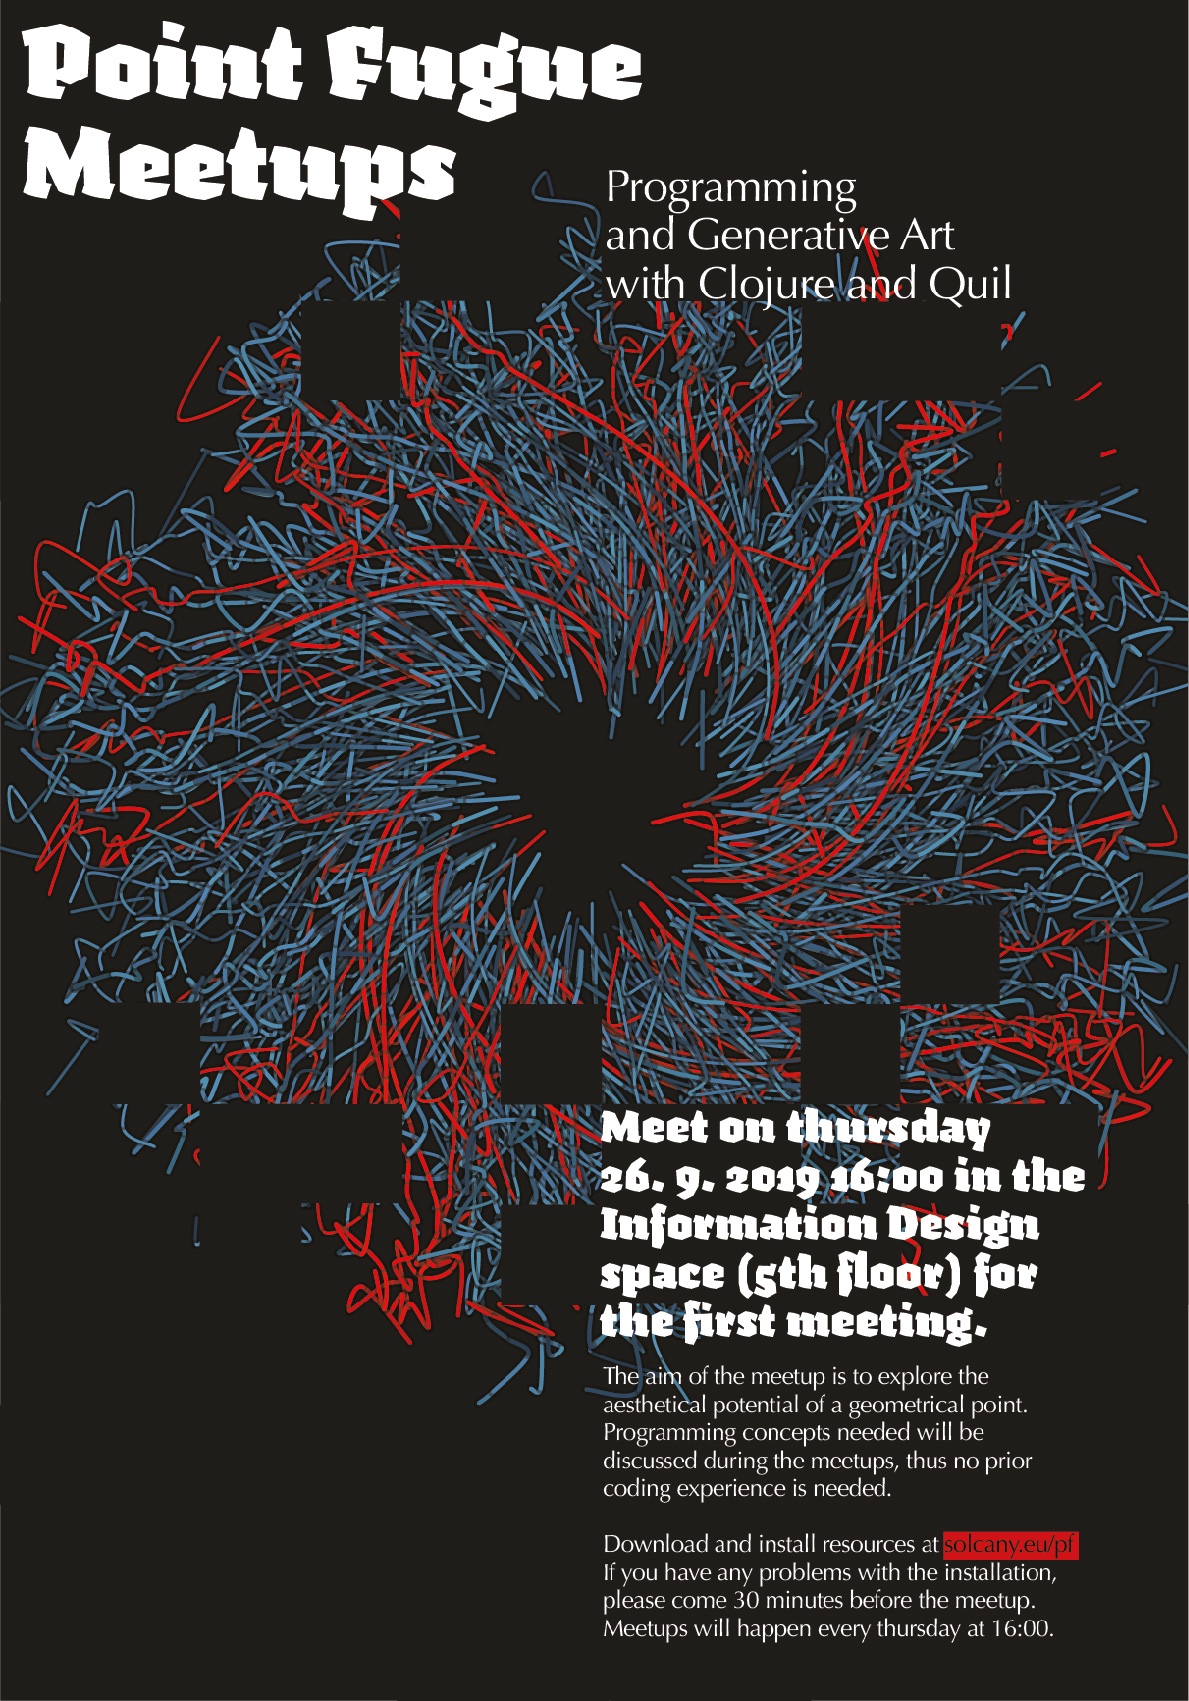 Point Fugue
Meetups
Programming
and Generative Art
with Clojure and Quil
Meet on thursday
26. 9. 2019 16:00 in the
Information Design
space (5th floor) for
the first meeting.
The aim of the meetup is to explore the
aesthetical potential of a geometrical point.
Programming concepts needed will be
discussed during the meetups, thus no prior
coding experience is needed.
Download and install resources at solcany.eu/pf
If you have any problems with the installation,
please come 30 minutes before the meetup.
Meetups will happen every thursday at 16:00.